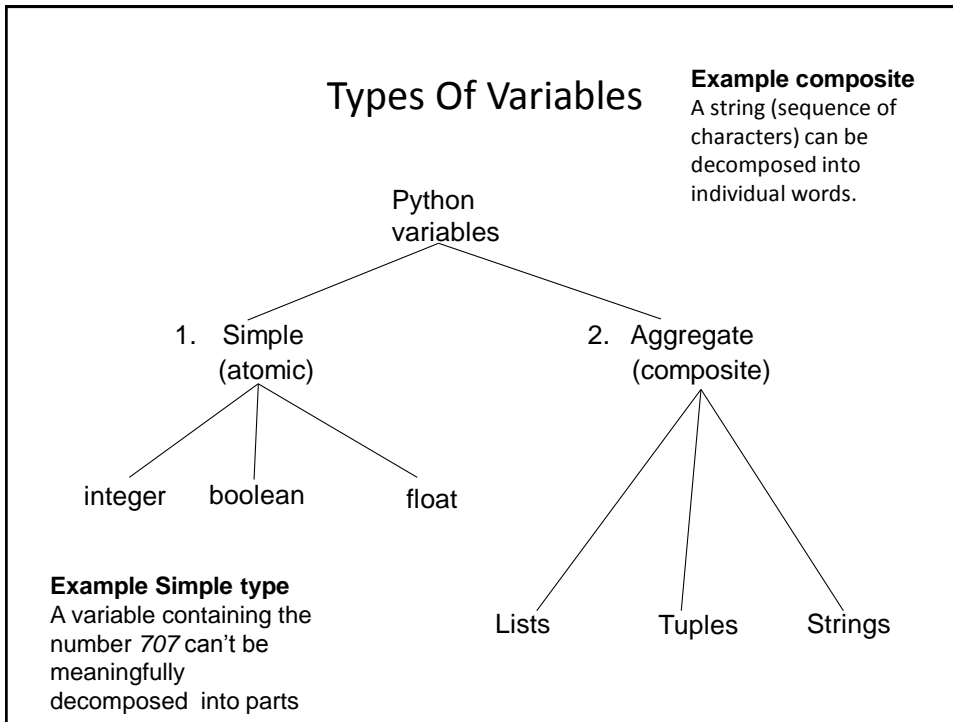 Types Of Variables
Example composite
A string (sequence of
characters) can be
decomposed into
individual words.
Python
variables
1. Simple
(atomic)
2. Aggregate
(composite)
integer boolean float
Example Simple type
A variable containing the
number 707 can't be
meaningfully
decomposed into parts
Lists Tuples Strings